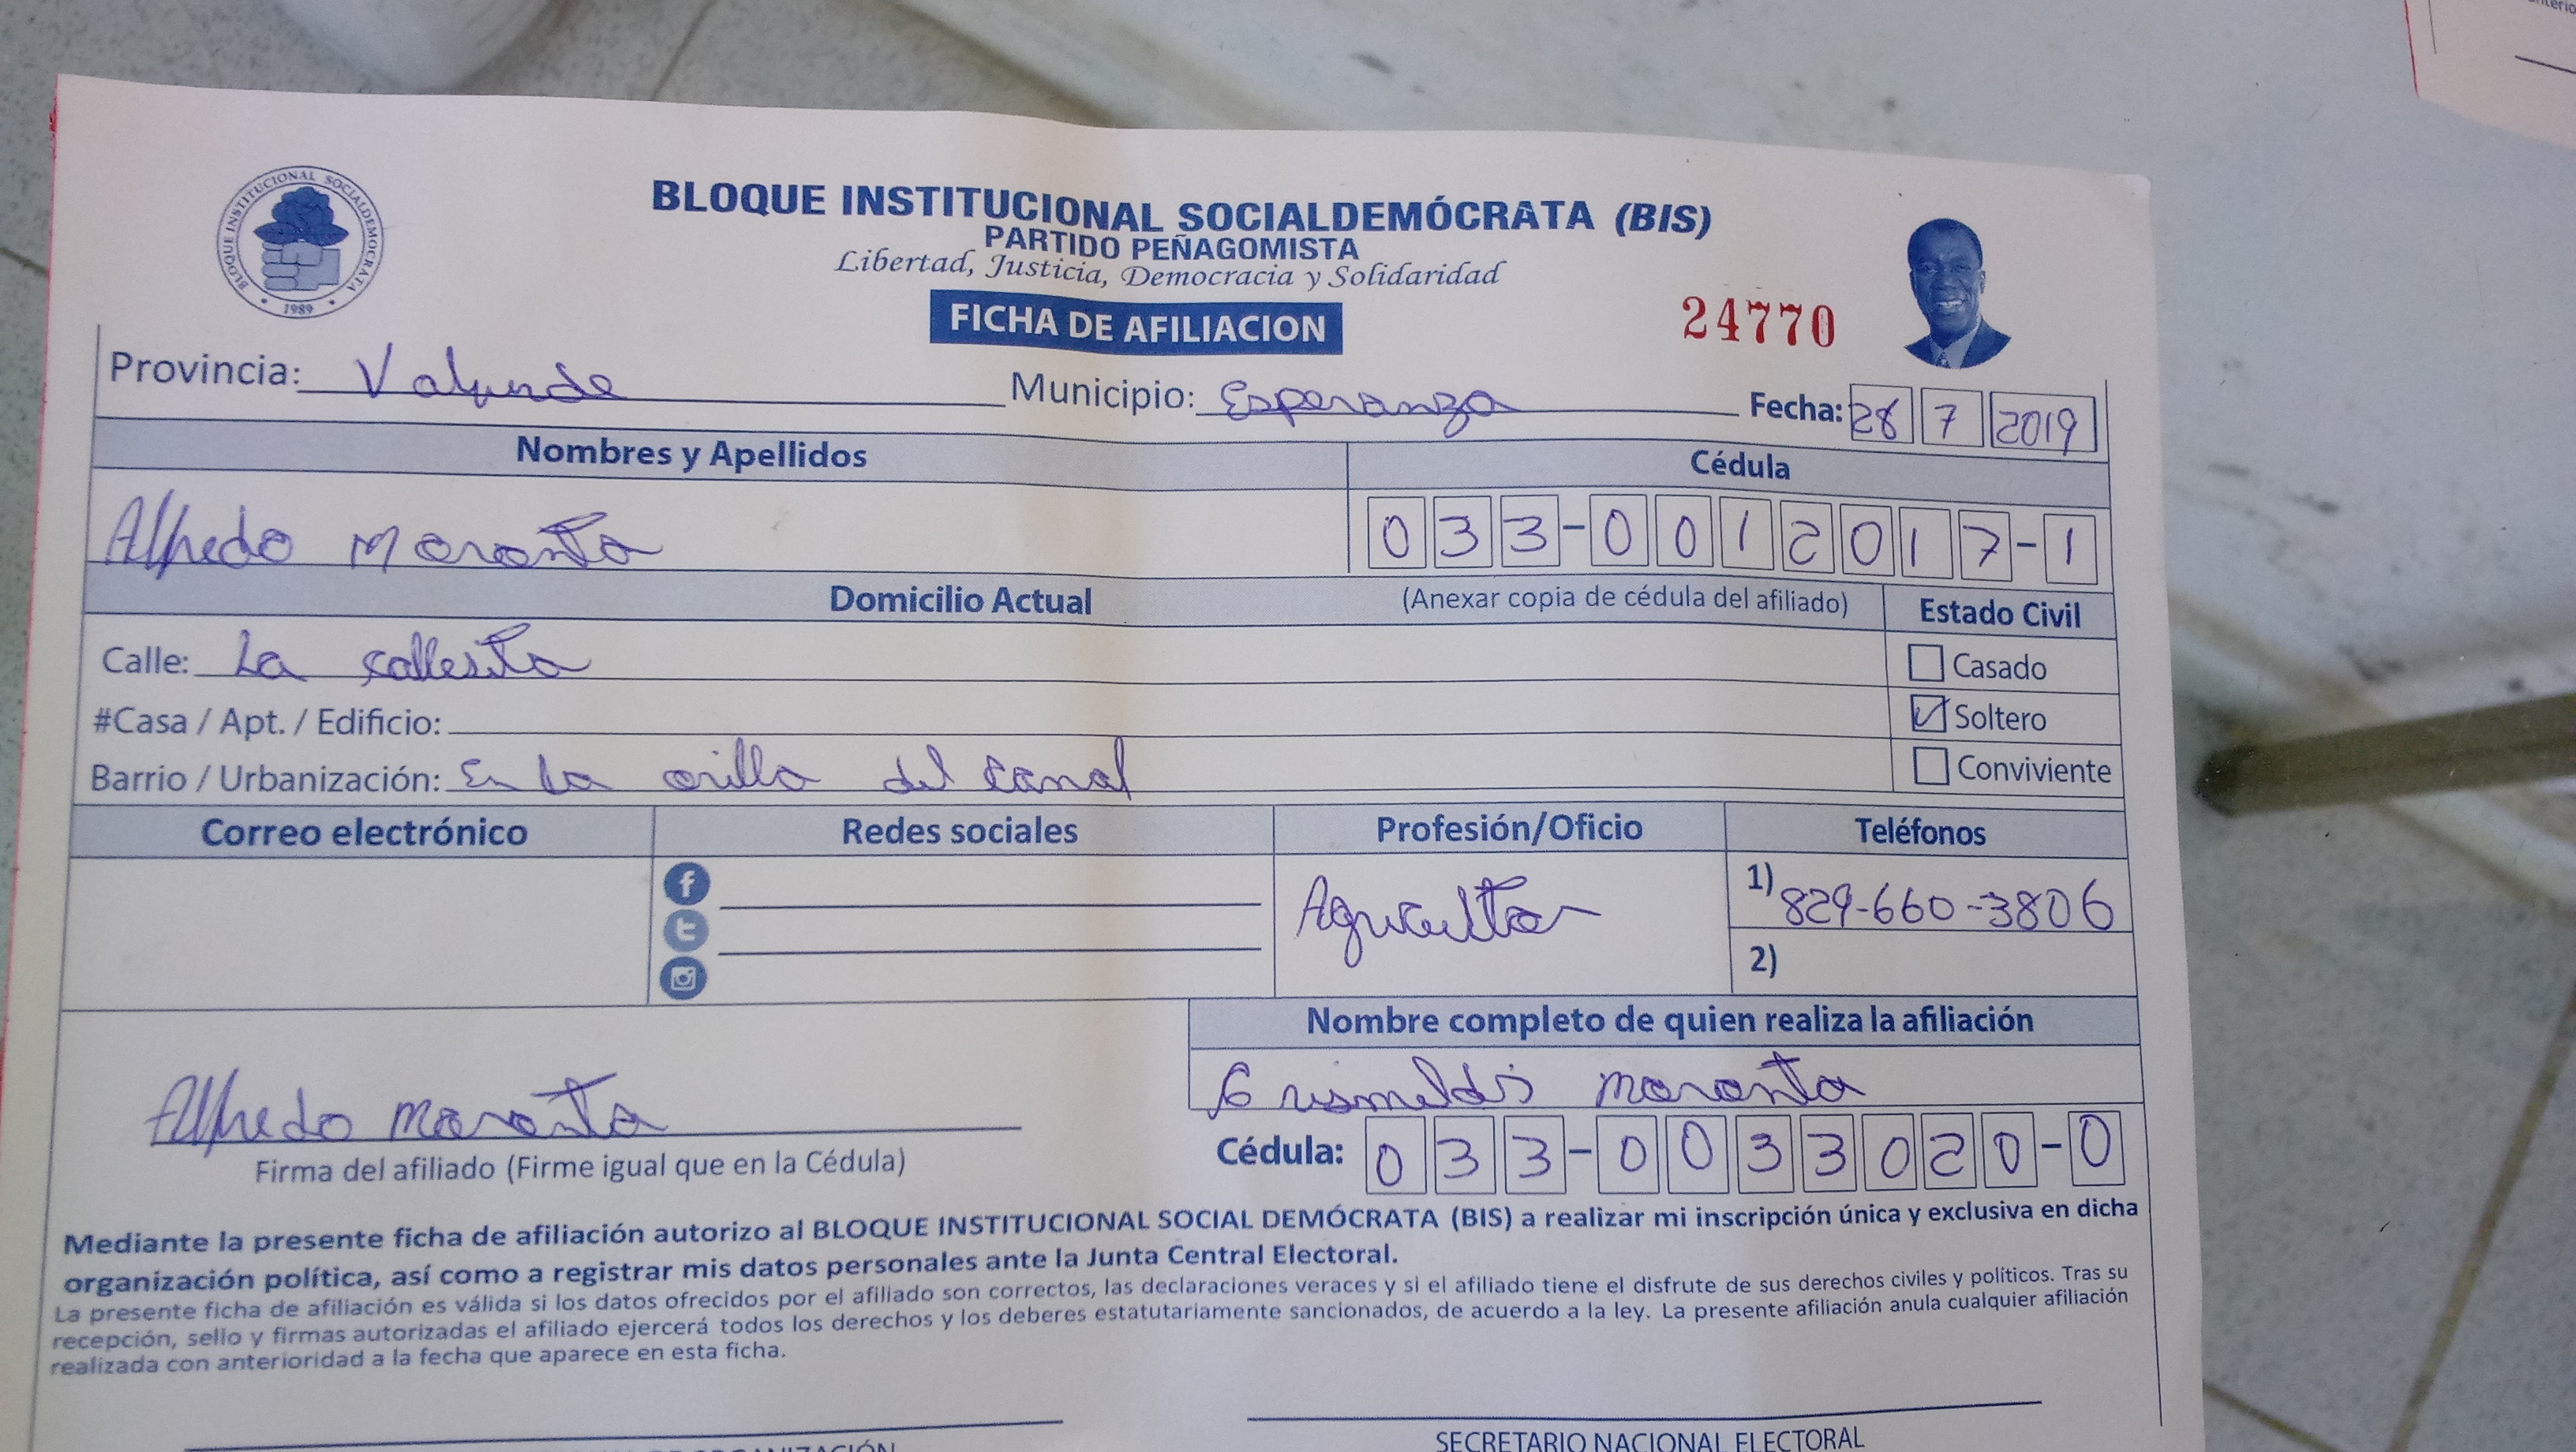 BLOQUE INSTITUCIONAL SOCIALDEMOCRATA
1989
BLOQUE INSTITUCIONAL SOCIALDEMÓCRATA (BIS)
PARTIDO PEÑAGOMISTA
Libertad, Justicia, Democracia y Solidaridad
FICHA DE AFILIACION
24770
Provincia: Valverde Municipio: Esperanza Fecha: 28 7 2019
Nombres y Apellidos Cédula
Alfredo Moronta 033-0012017-1
Domicilio Actual (Anexar copia de cédula del afiliado) Estado Civil
Calle: La callesita Casado
#Casa / Apt. / Edificio: Soltero
Barrio / Urbanización: En la orilla del canal Conviviente
Correo electrónico Redes sociales Profesión/Oficio Teléfonos
Agricultor 1) 829-660-3806
2)
Nombre completo de quien realiza la afiliación
Grismeldis Moronta
Alfredo Moronta
Firma del afiliado (Firme igual que en la Cédula)
Cédula: 033-0033020-0
Mediante la presente ficha de afiliación autorizo al BLOQUE INSTITUCIONAL SOCIAL DEMÓCRATA (BIS) a realizar mi inscripción única y exclusiva en dicha
organización política, así como a registrar mis datos personales ante la Junta Central Electoral.
La presente ficha de afiliación es válida si los datos ofrecidos por el afiliado son correctos, las declaraciones veraces y si el afiliado tiene el disfrute de sus derechos civiles y políticos. Tras su
recepción, sello y firmas autorizadas el afiliado ejercerá todos los derechos y los deberes estatutariamente sancionados, de acuerdo a la ley. La presente afiliación anula cualquier afiliación
realizada con anterioridad a la fecha que aparece en esta ficha.
SECRETARIO NACIONAL ELECTORAL